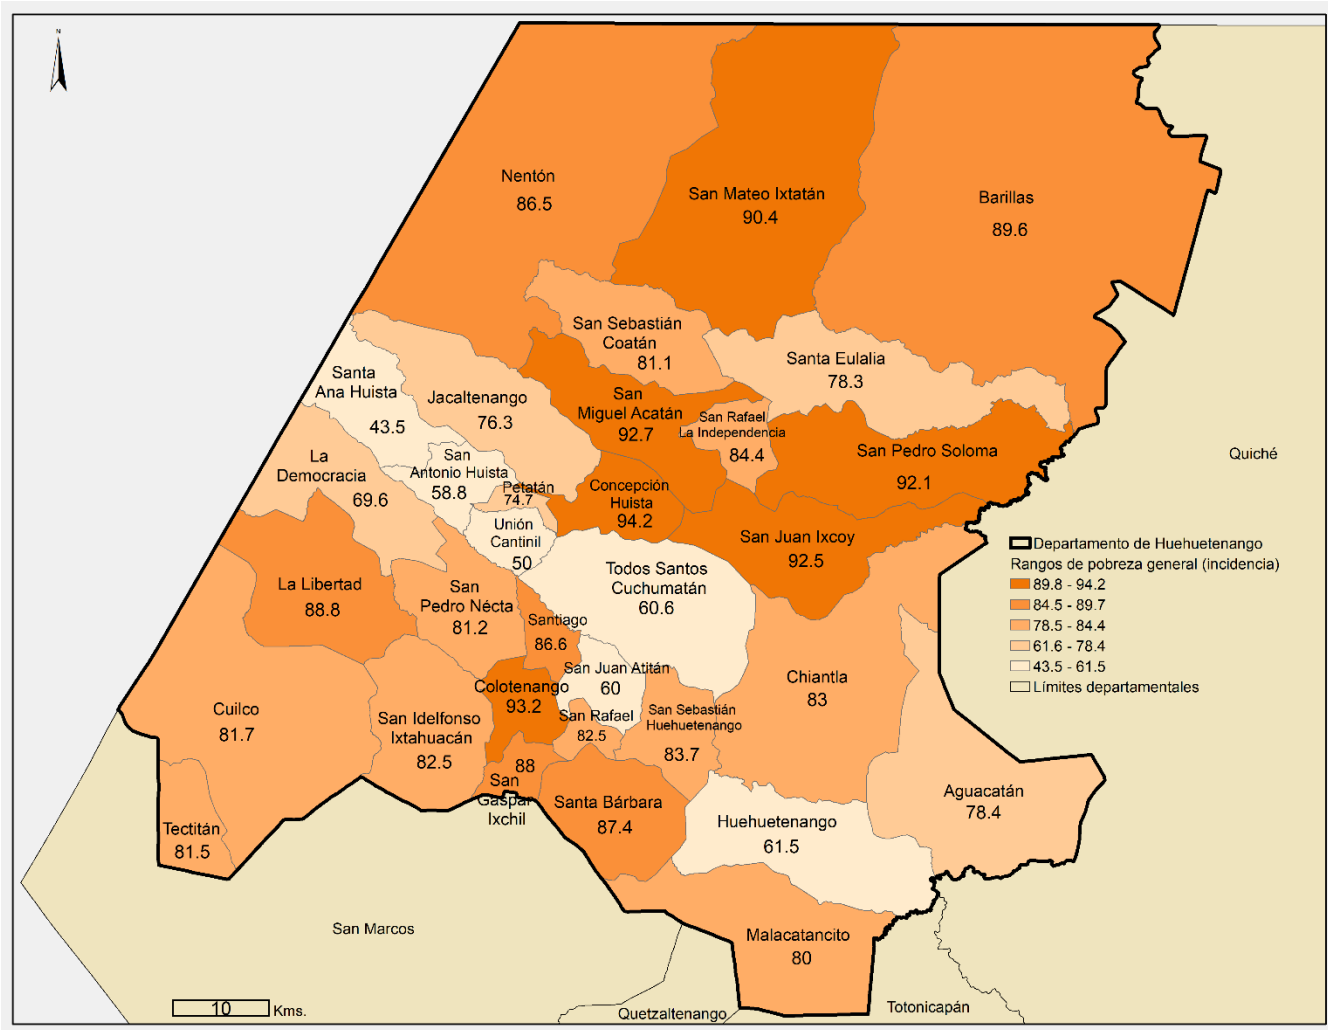 N
Nentón
86.5
San Mateo Ixtatán
90.4
Barillas
89.6
San Sebastián
Coatán
81.1
Santa Eulalia
78.3
Santa
Ana Huista
43.5
Jacaltenango
76.3
San
Miguel Acatán
92.7
San Rafael
La Independencia
84.4
San Pedro Soloma
92.1
Quiché
La
Democracia
69.6
San
Antonio Huista
58.8
Petatán
74.7
Concepción
Huista
94.2
Unión
Cantinil
50
San Juan Ixcoy
92.5
La Libertad
88.8
San
Pedro Nécta
81.2
Todos Santos
Cuchumatán
60.6
Santiago
86.6
San Juan Atitán
60
Chiantla
83
Colotenango
93.2
San Rafael
82.5
San Sebastián
Huehuetenango
83.7
Cuilco
81.7
San Idelfonso
Ixtahuacán
82.5
88
San
Gaspar
Ixchil
Santa Bárbara
87.4
Huehuetenango
61.5
Aguacatán
78.4
Tectitán
81.5
Malacatancito
80
San Marcos
Quetzaltenango
Totonicapán
Departamento de Huehuetenango
Rangos de pobreza general (incidencia)
89.8 - 94.2
84.5 - 89.7
78.5 - 84.4
61.6 - 78.4
43.5 - 61.5
Límites departamentales
10 Kms.